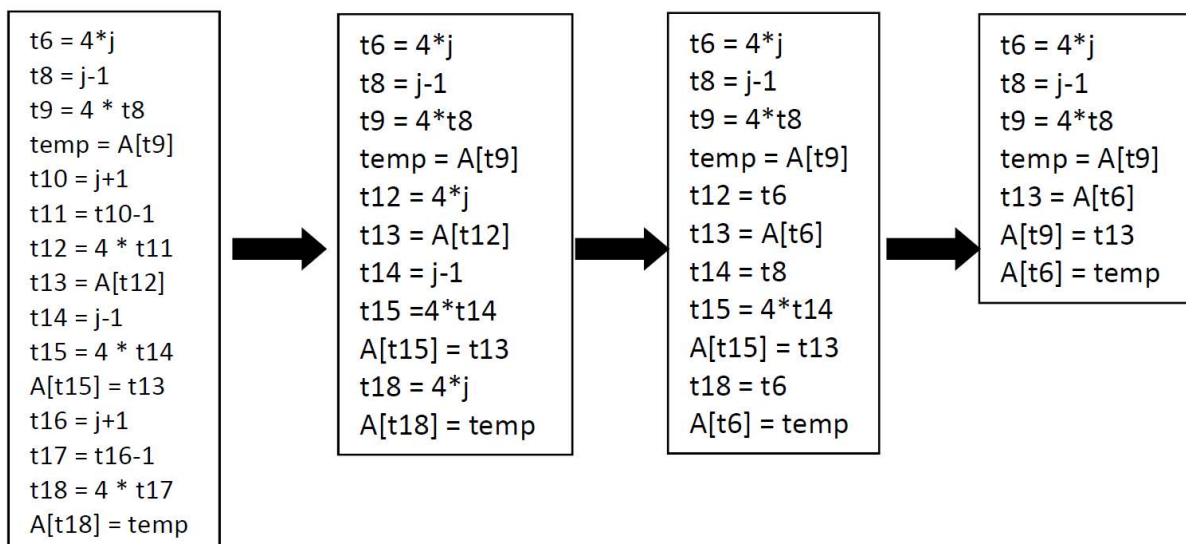 t6 = 4*j
t8 = j-1
t9 = 4 * t8
temp = A[t9]
t10 = j+1
t11 = t10-1
t12 = 4 * t11
t13 = A[t12]
t14 = j-1
t15 = 4 * t14
A[t15] = t13
t16 = j+1
t17 = t16-1
t18 = 4 * t17
A[t18] = temp
t6 = 4*j
t8 = j-1
t9 = 4*t8
temp = A[t9]
t12 = 4*j
t13 = A[t12]
t14 = j-1
t15 =4*t14
A[t15] = t13
t18 = 4*j
A[t18] = temp
t6 = 4*j
t8 = j-1
t9 = 4*t8
temp = A[t9]
t12 = t6
t13 = A[t6]
t14 = t8
t15 = 4*t14
A[t15] = t13
t18 = t6
A[t6] = temp
t6 = 4*j
t8 = j-1
t9 = 4*t8
temp = A[t9]
t13 = A[t6]
A[t9] = t13
A[t6] = temp